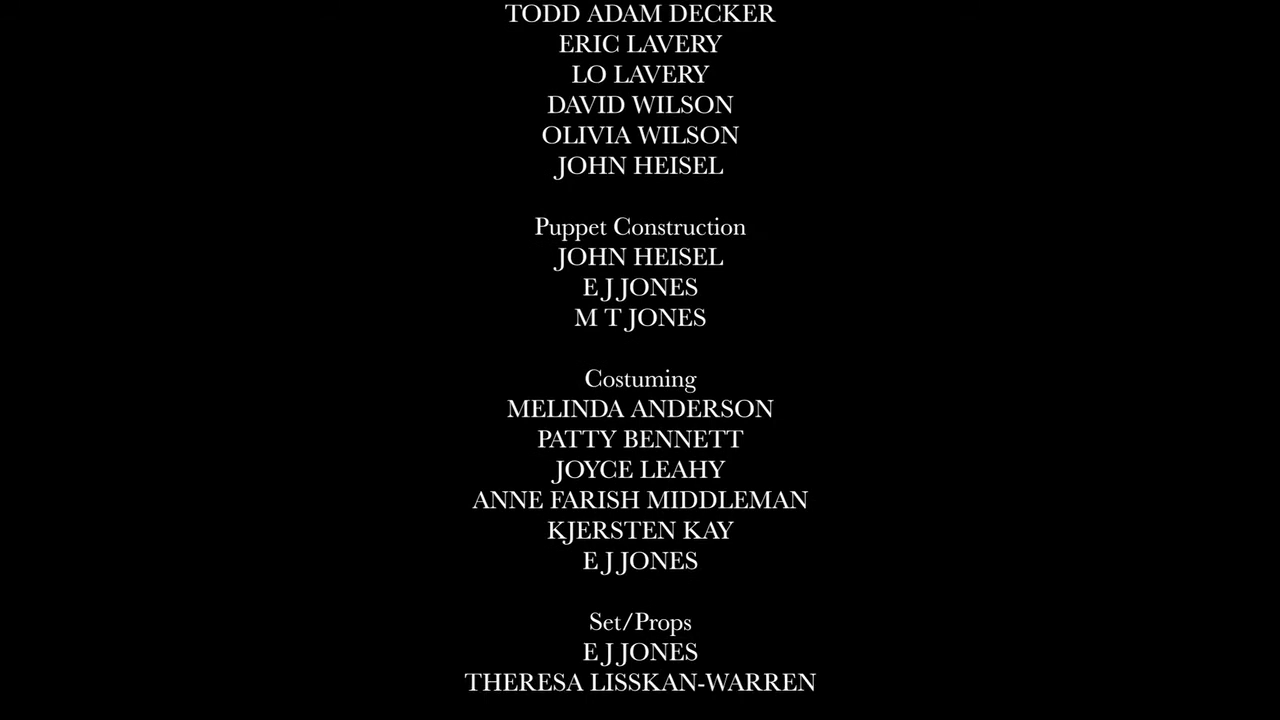 TODD ADAM DECKER
ERIC LAVERY
LO LAVERY
DAVID WILSON
OLIVIA WILSON
JOHN HEISEL
Puppet Construction
JOHN HEISEL
E J JONES
M T JONES
Costuming
MELINDA ANDERSON
PATTY BENNETT
JOYCE LEAHY
ANNE FARISH MIDDLEMAN
KJERSTEN KAY
E J JONES
Set/Props
E J JONES
THERESA LISSKAN-WARREN